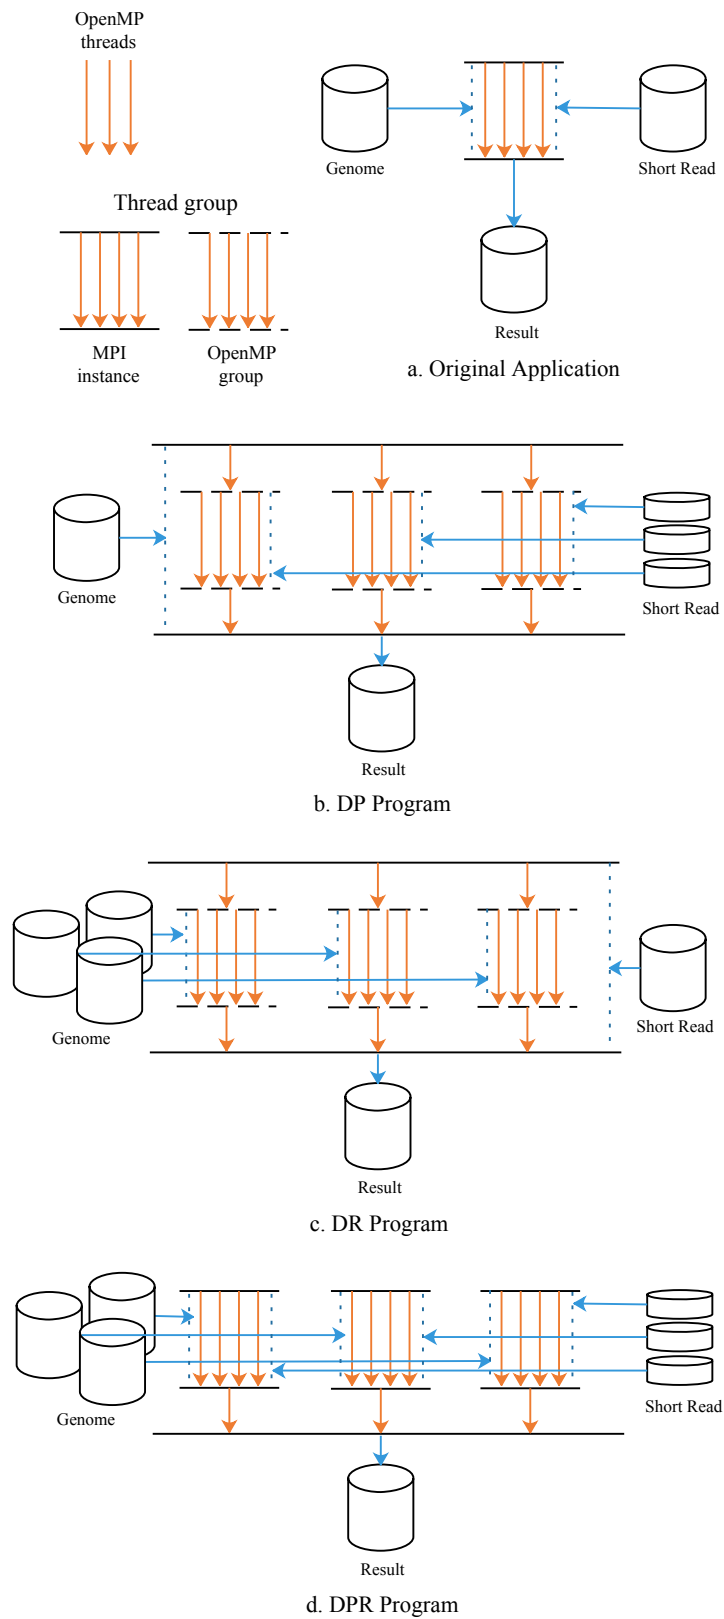 OpenMP
threads
Thread group
MPI
instance
OpenMP
group
Genome
Short Read
Result
a. Original Application
Genome
Short Read
Result
b. DP Program
Genome
Short Read
Result
c. DR Program
Genome
Short Read
Result
d. DPR Program